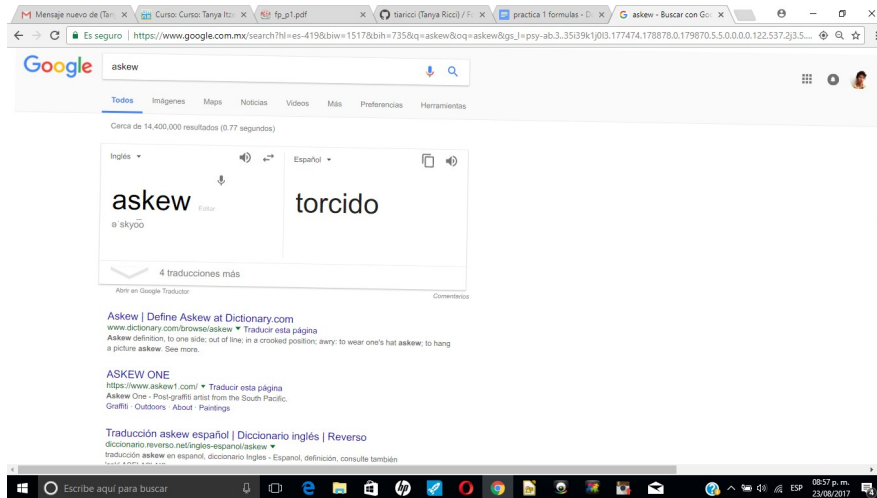 Mensaje nuevo de (Tan
Curso: Curso: Tanya Itze
fp_p1.pdf
tiaricci (Tanya Ricci) / Fo
practica 1 formulas - D
askew - Buscar con Goo
Es seguro | https://www.google.com.mx/search?hl=es-419&biw=1517&bih=735&q=askew&oq=askew&gs_l=psy-ab.3..35i39k1j0l3.177474.178878.0.179870.5.5.0.0.0.0.122.537.2j3.5....
Google
askew
Todos Imágenes Maps Noticias Videos Más Preferencias Herramientas
Cerca de 14,400,000 resultados (0.77 segundos)
Inglés Español
askew Editar torcido
əˈskyo͞o
4 traducciones más
Abrir en Google Traductor Comentarios
Askew | Define Askew at Dictionary.com
www.dictionary.com/browse/askew ▼ Traducir esta página
Askew definition, to one side; out of line; in a crooked position; awry: to wear one's hat askew; to hang
a picture askew. See more.
ASKEW ONE
https://www.askew1.com/ ▼ Traducir esta página
Askew One - Post-graffiti artist from the South Pacific.
Graffiti · Outdoors · About · Paintings
Traducción askew español | Diccionario inglés | Reverso
diccionario.reverso.net/ingles-espanol/askew ▼
traducción askew en espanol, diccionario Ingles - Espanol, definición, consulte también
Escribe aquí para buscar
hp
ESP
08:57 p. m.
23/08/2017